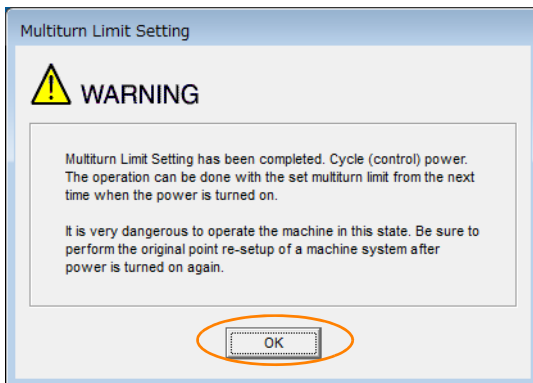 Multiturn Limit Setting
WARNING
Multiturn Limit Setting has been completed. Cycle (control) power.
The operation can be done with the set multiturn limit from the next
time when the power is turned on.
It is very dangerous to operate the machine in this state. Be sure to
perform the original point re-setup of a machine system after
power is turned on again.
OK